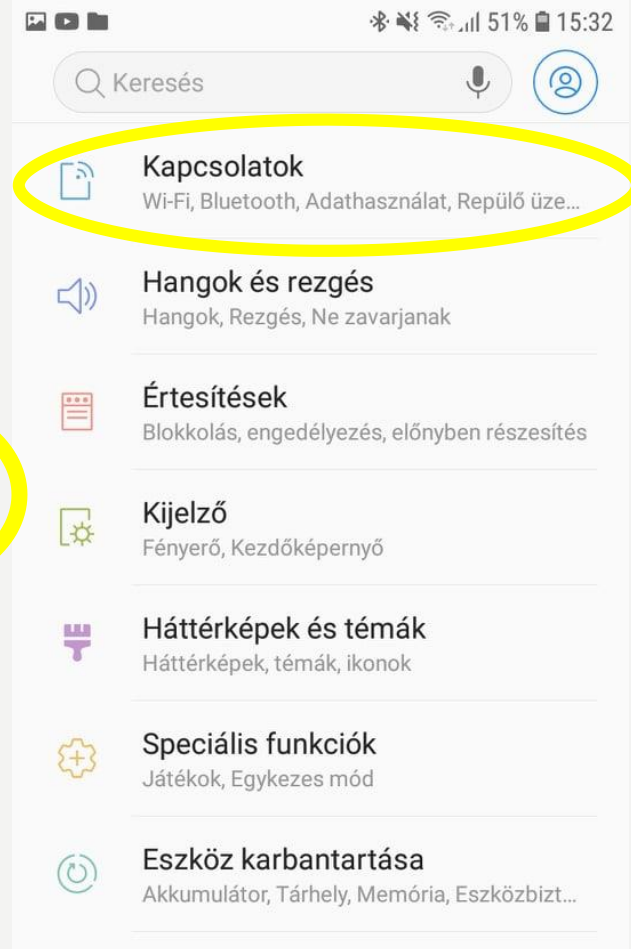 51% 15:32
Keresés
Kapcsolatok
Wi-Fi, Bluetooth, Adathasználat, Repülő üze...
Hangok és rezgés
Hangok, Rezgés, Ne zavarjanak
Értesítések
Blokkolás, engedélyezés, előnyben részesítés
Kijelző
Fényerő, Kezdőképernyő
Háttérképek és témák
Háttérképek, témák, ikonok
Speciális funkciók
Játékok, Egykezes mód
Eszköz karbantartása
Akkumulátor, Tárhely, Memória, Eszközbizt...